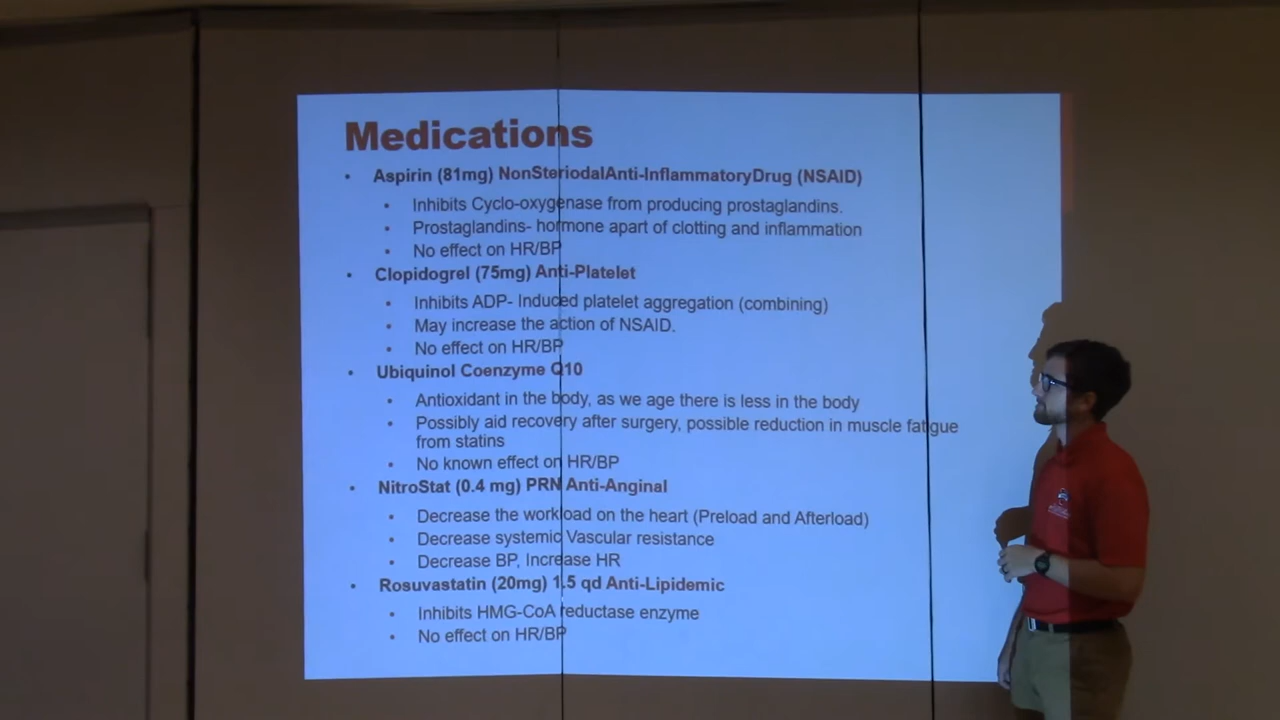 Medications
• Aspirin (81mg) NonSteriodalAnti-InflammatoryDrug (NSAID)
• Inhibits Cyclo-oxygenase from producing prostaglandins.
• Prostaglandins- hormone apart of clotting and inflammation
• No effect on HR/BP
• Clopidogrel (75mg) Anti-Platelet
• Inhibits ADP- Induced platelet aggregation (combining)
• May increase the action of NSAID.
• No effect on HR/BP
• Ubiquinol Coenzyme Q10
• Antioxidant in the body, as we age there is less in the body
• Possibly aid recovery after surgery, possible reduction in muscle fatigue
from statins
• No known effect on HR/BP
• NitroStat (0.4 mg) PRN Anti-Anginal
• Decrease the workload on the heart (Preload and Afterload)
• Decrease systemic Vascular resistance
• Decrease BP, Increase HR
• Rosuvastatin (20mg) 1.5 qd Anti-Lipidemic
• Inhibits HMG-CoA reductase enzyme
• No effect on HR/BP